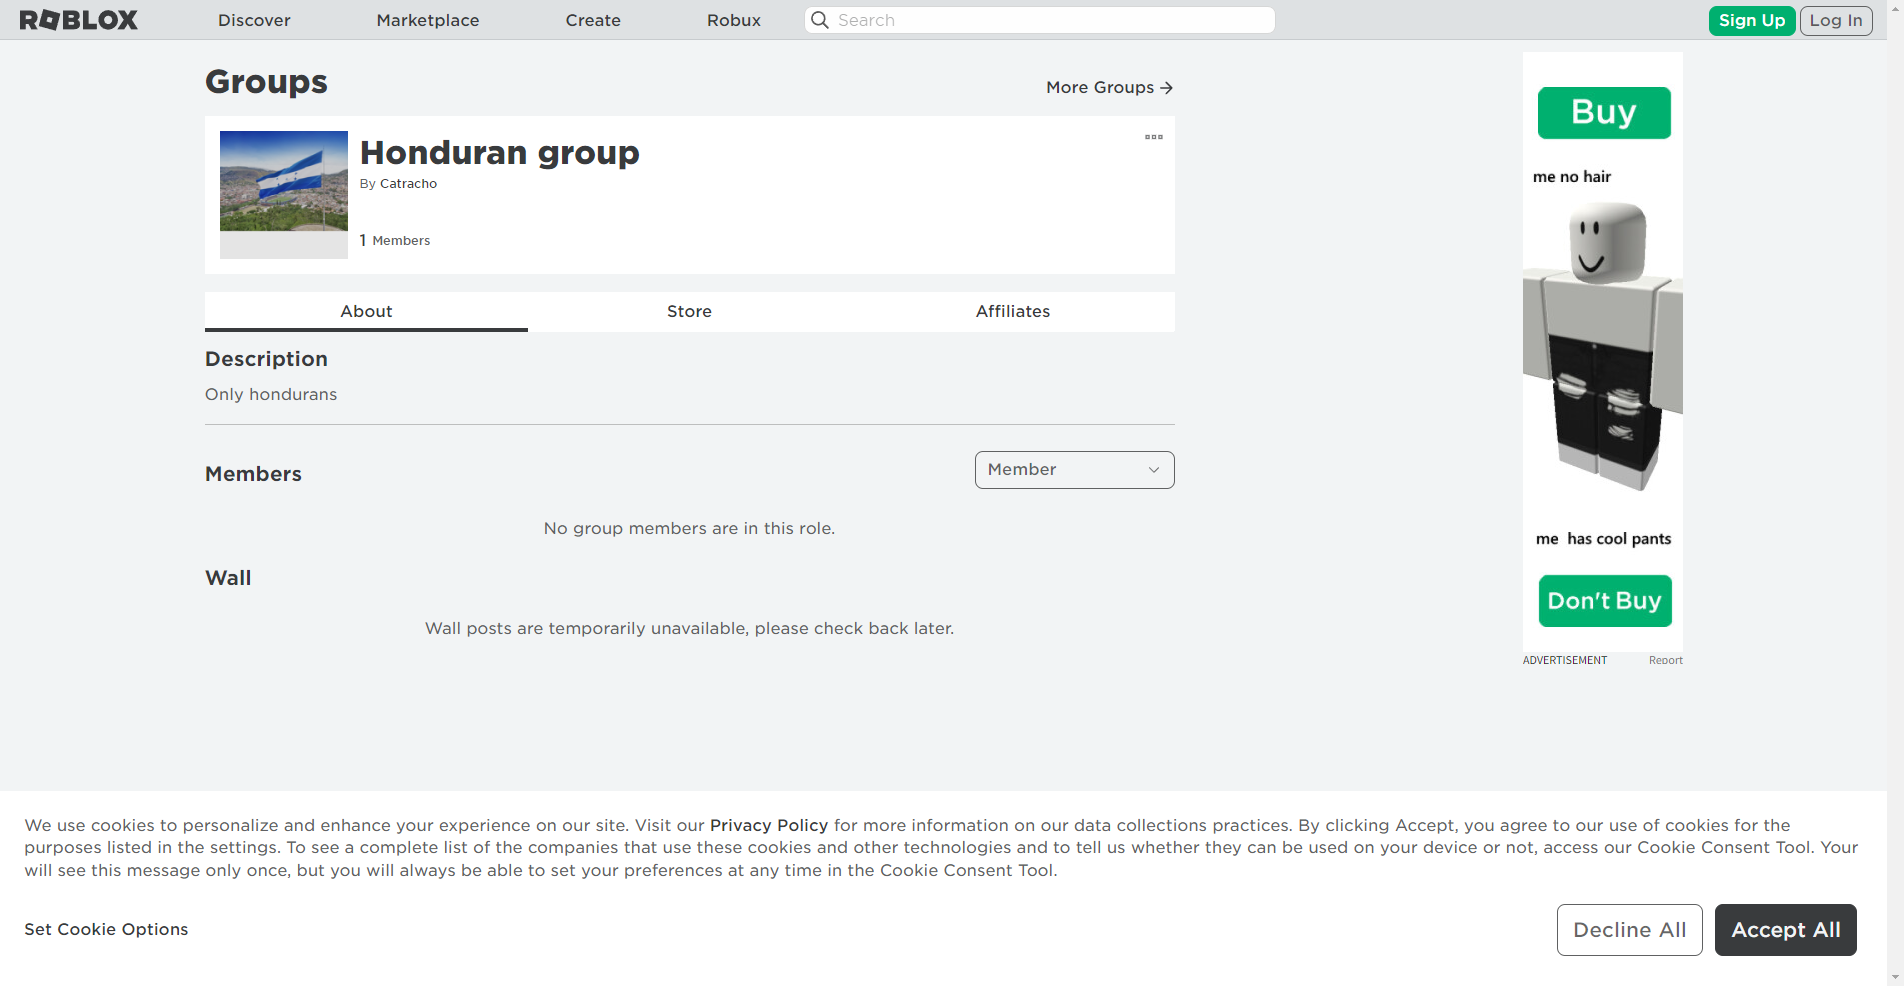 ROBLOX
Discover
Marketplace
Create
Robux
Search
Sign Up
Log In
Groups
More Groups
Honduran group
By Catracho
1 Members
About
Store
Affiliates
Description
Only hondurans
Members
Member
No group members are in this role.
Wall
Wall posts are temporarily unavailable, please check back later.
Buy
me no hair
me has cool pants
Don't Buy
ADVERTISEMENT
Report
We use cookies to personalize and enhance your experience on our site. Visit our Privacy Policy for more information on our data collections practices. By clicking Accept, you agree to our use of cookies for the
purposes listed in the settings. To see a complete list of the companies that use these cookies and other technologies and to tell us whether they can be used on your device or not, access our Cookie Consent Tool. Your
will see this message only once, but you will always be able to set your preferences at any time in the Cookie Consent Tool.
Set Cookie Options
Decline All
Accept All